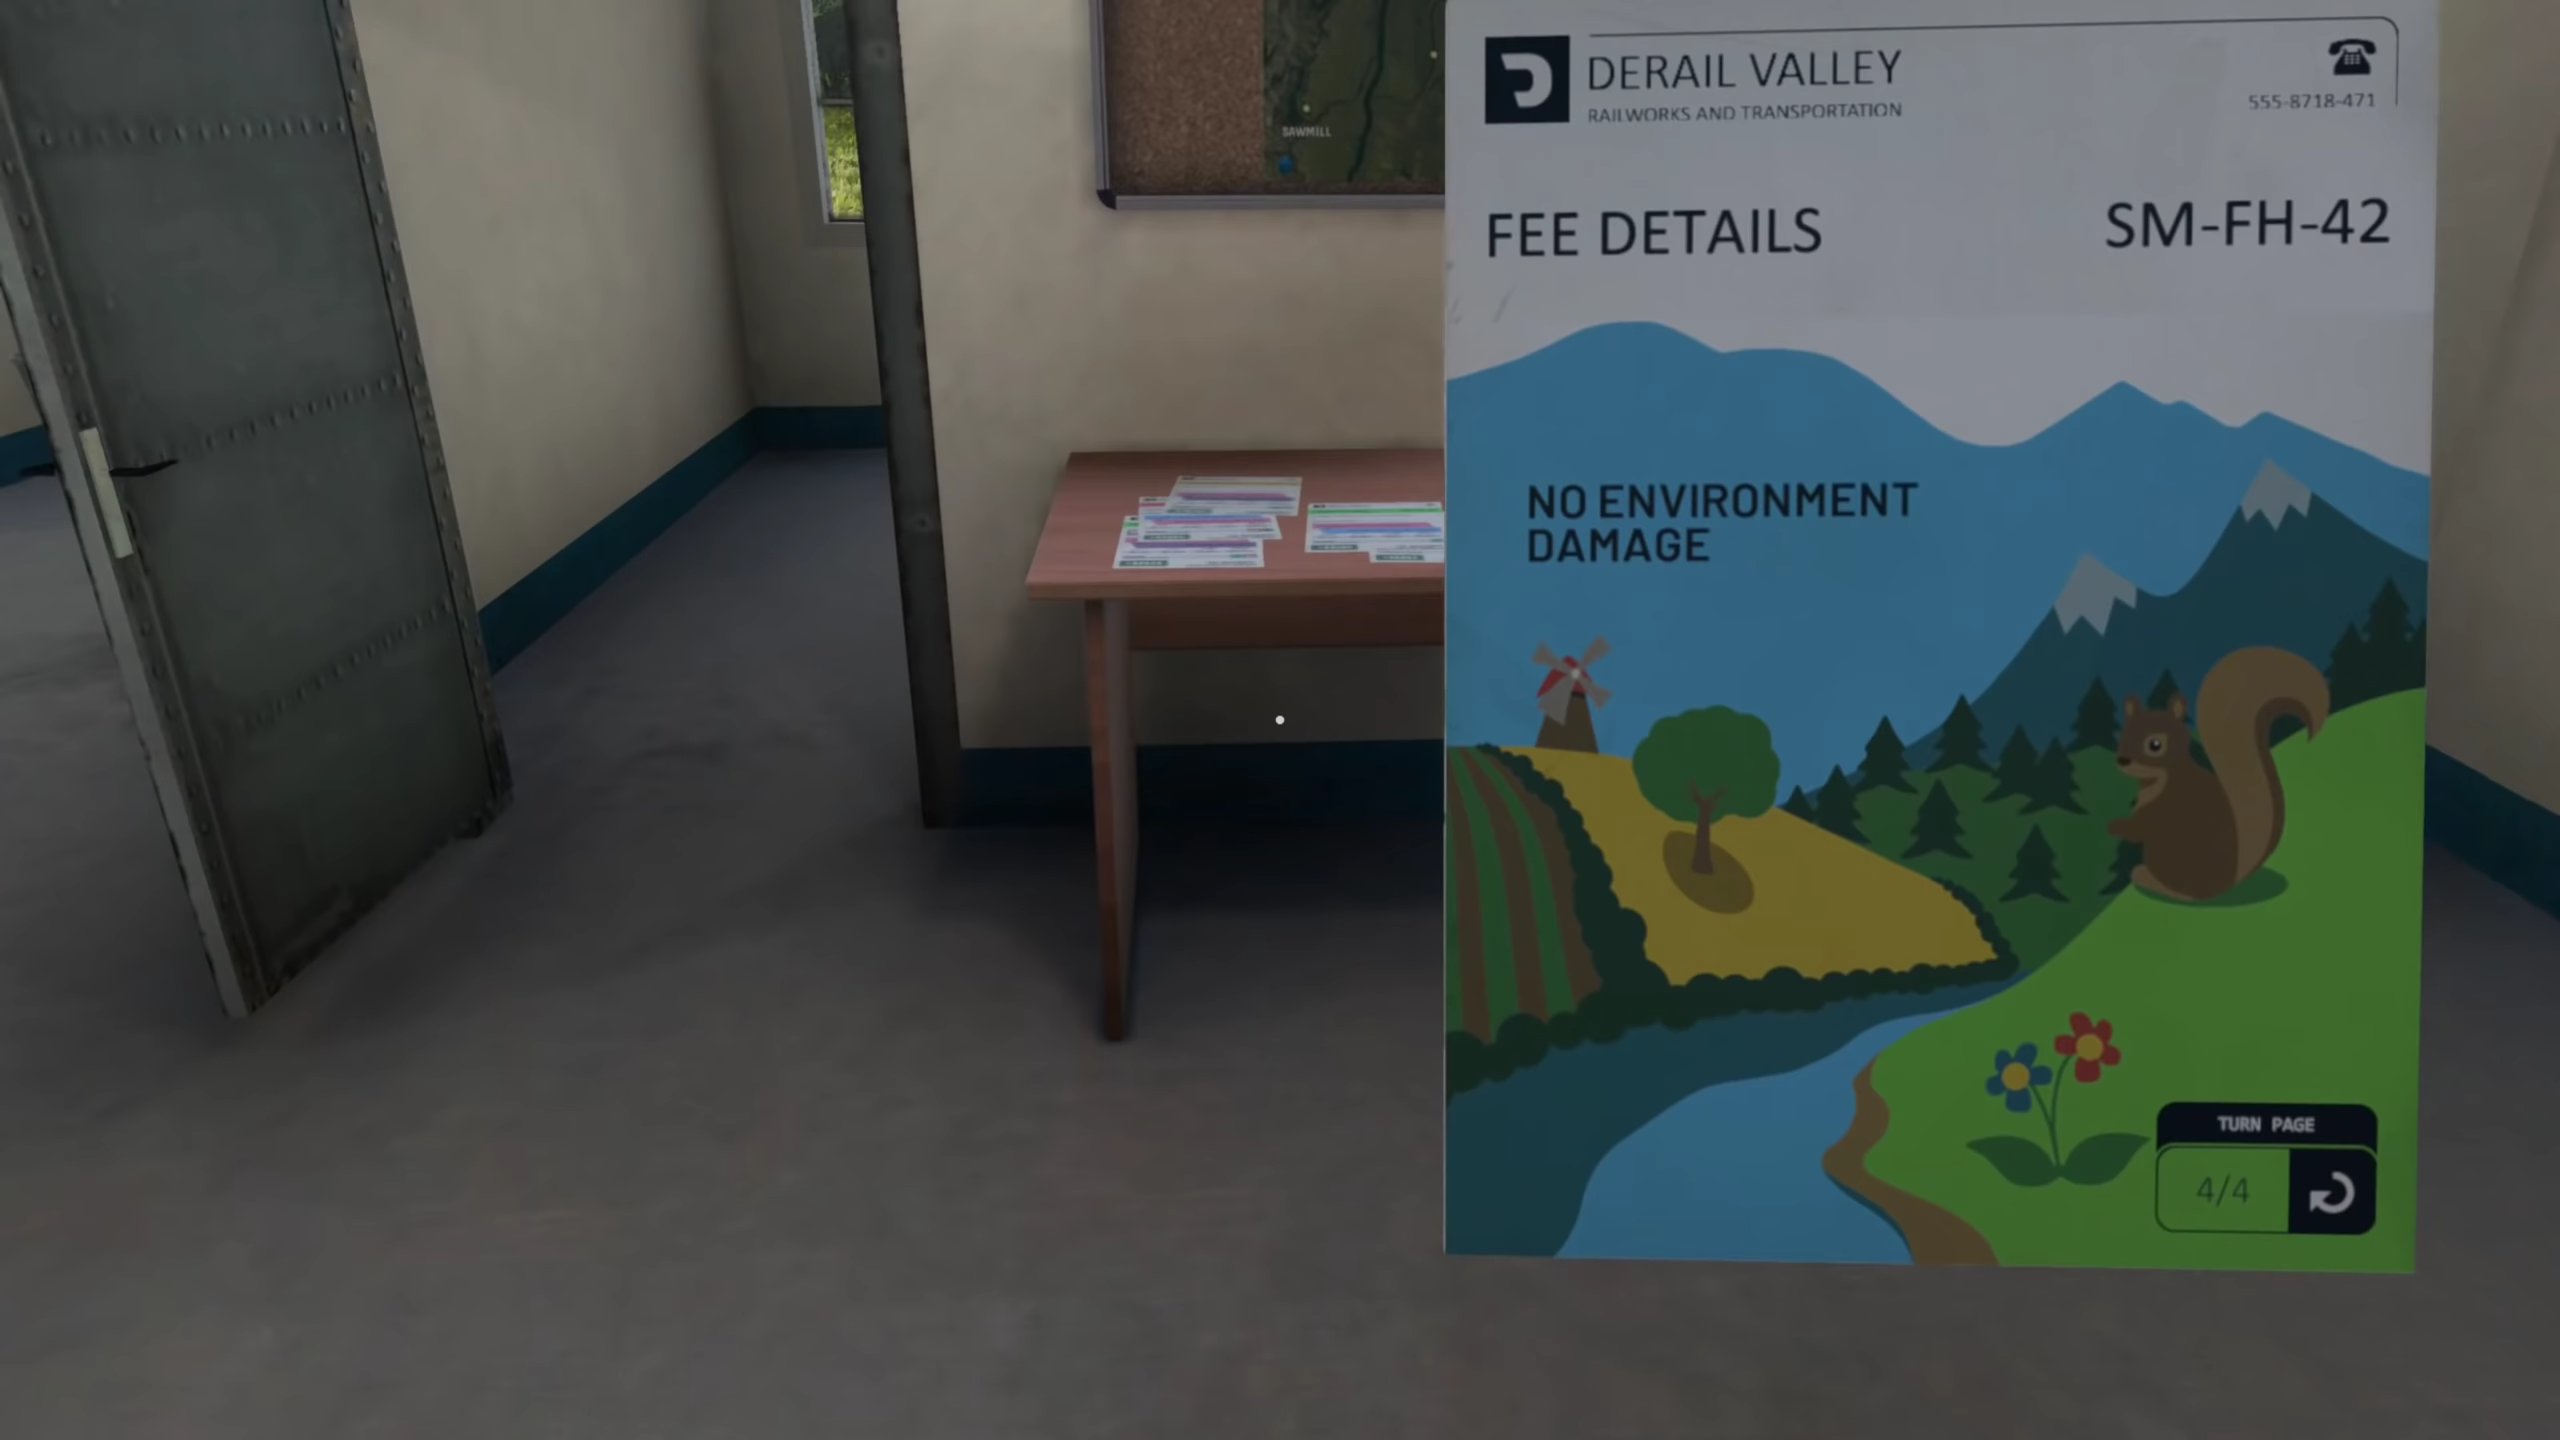 SAWMILL
DERAIL VALLEY
RAILWORKS AND TRANSPORTATION
555-8718-471
FEE DETAILS
SM-FH-42
NO ENVIRONMENT
DAMAGE
TURN PAGE
4/4